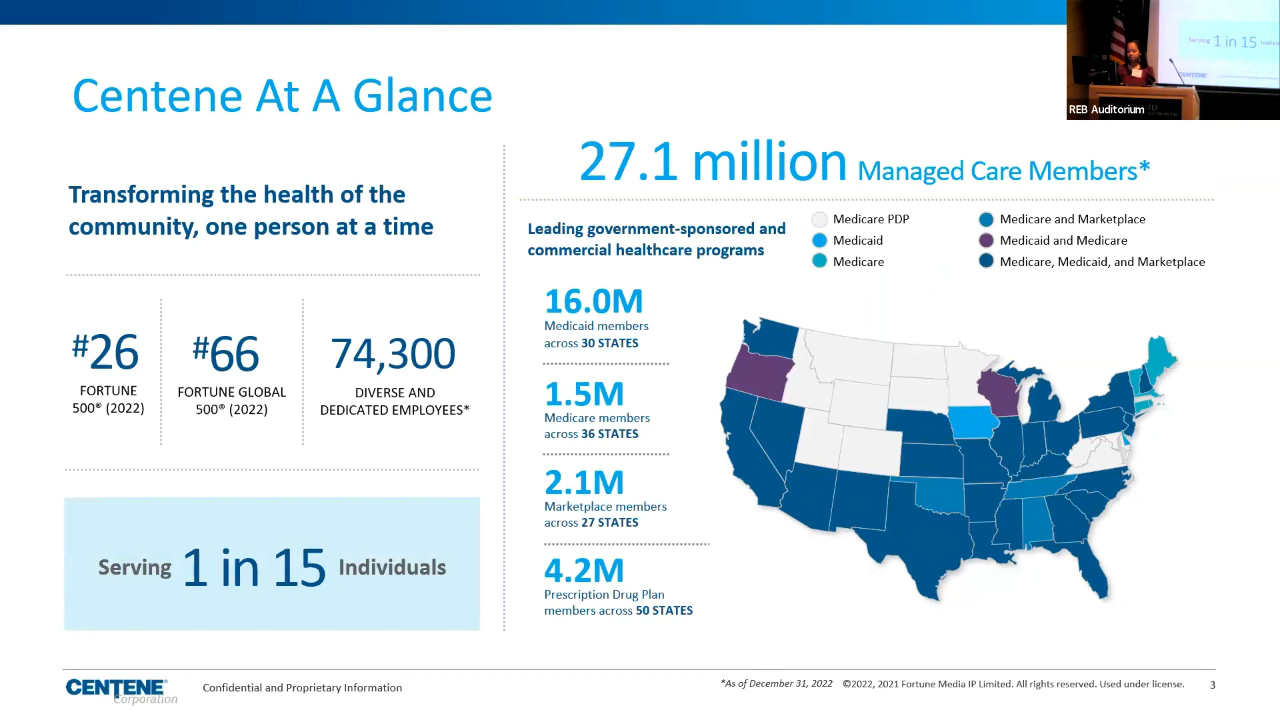 Centene At A Glance
Serving 1 in 15
CENTENE
REB Auditorium
Transforming the health of the
community, one person at a time
#26
FORTUNE
500® (2022)
#66
FORTUNE GLOBAL
500® (2022)
74,300
DIVERSE AND
DEDICATED EMPLOYEES*
Serving 1 in 15 Individuals
27.1 million Managed Care Members*
Leading government-sponsored and
commercial healthcare programs
Medicare PDP
Medicaid
Medicare
Medicare and Marketplace
Medicaid and Medicare
Medicare, Medicaid, and Marketplace
16.0M
Medicaid members
across 30 STATES
1.5M
Medicare members
across 36 STATES
2.1M
Marketplace members
across 27 STATES
4.2M
Prescription Drug Plan
members across 50 STATES
CENTENE®
Corporation
Confidential and Proprietary Information
*As of December 31, 2022 ©2022, 2021 Fortune Media IP Limited. All rights reserved. Used under license.
3